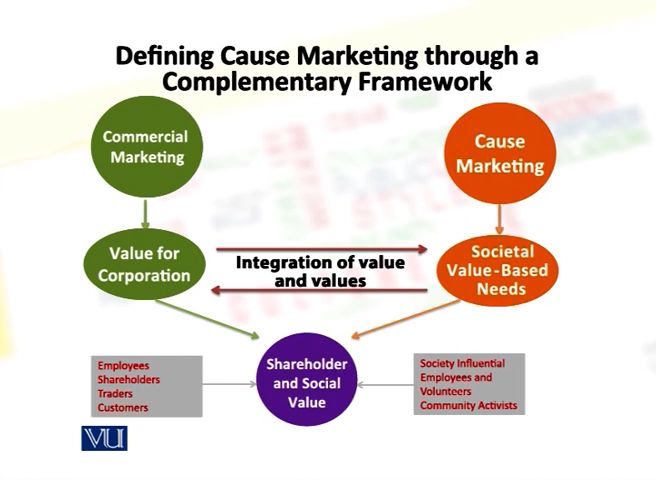 Defining Cause Marketing through a
Complementary Framework
Commercial
Marketing
Cause
Marketing
Value for
Corporation
Integration of value
and values
Societal
Value-Based
Needs
Shareholder
and Social
Value
Employees
Shareholders
Traders
Customers
Society Influential
Employees and
Volunteers
Community Activists
VU